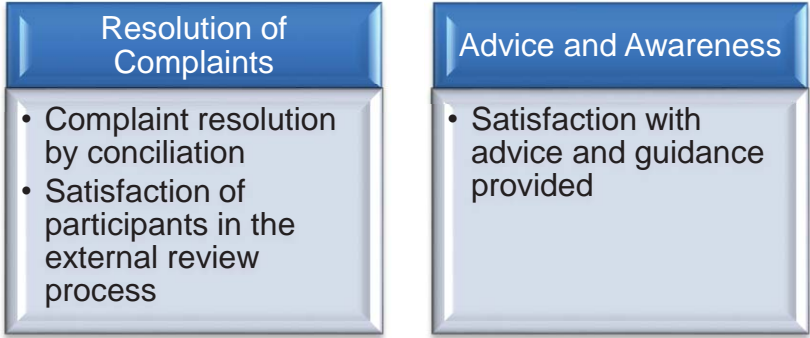 Resolution of
Complaints
• Complaint resolution
by conciliation
• Satisfaction of
participants in the
external review
process
Advice and Awareness
• Satisfaction with
advice and guidance
provided